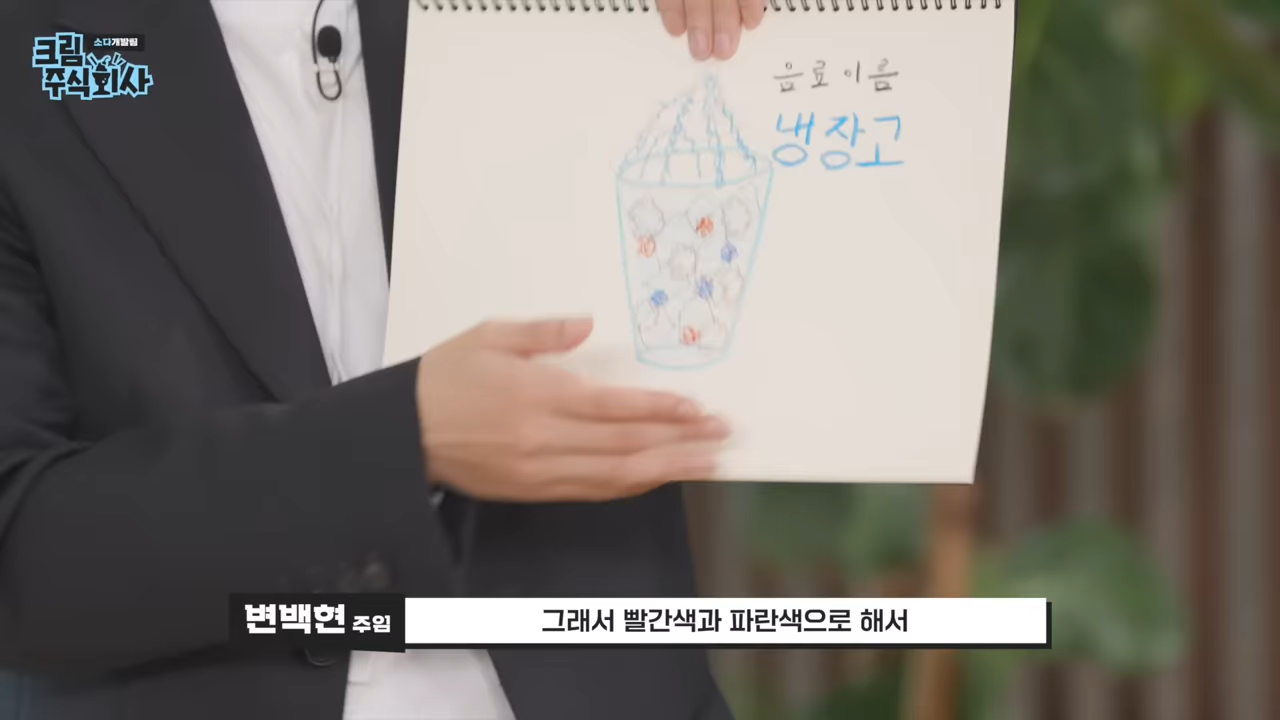 소다개발팀
크림
주식회사
음료이름
냉장고
변백현 주임
그래서 빨간색과 파란색으로 해서